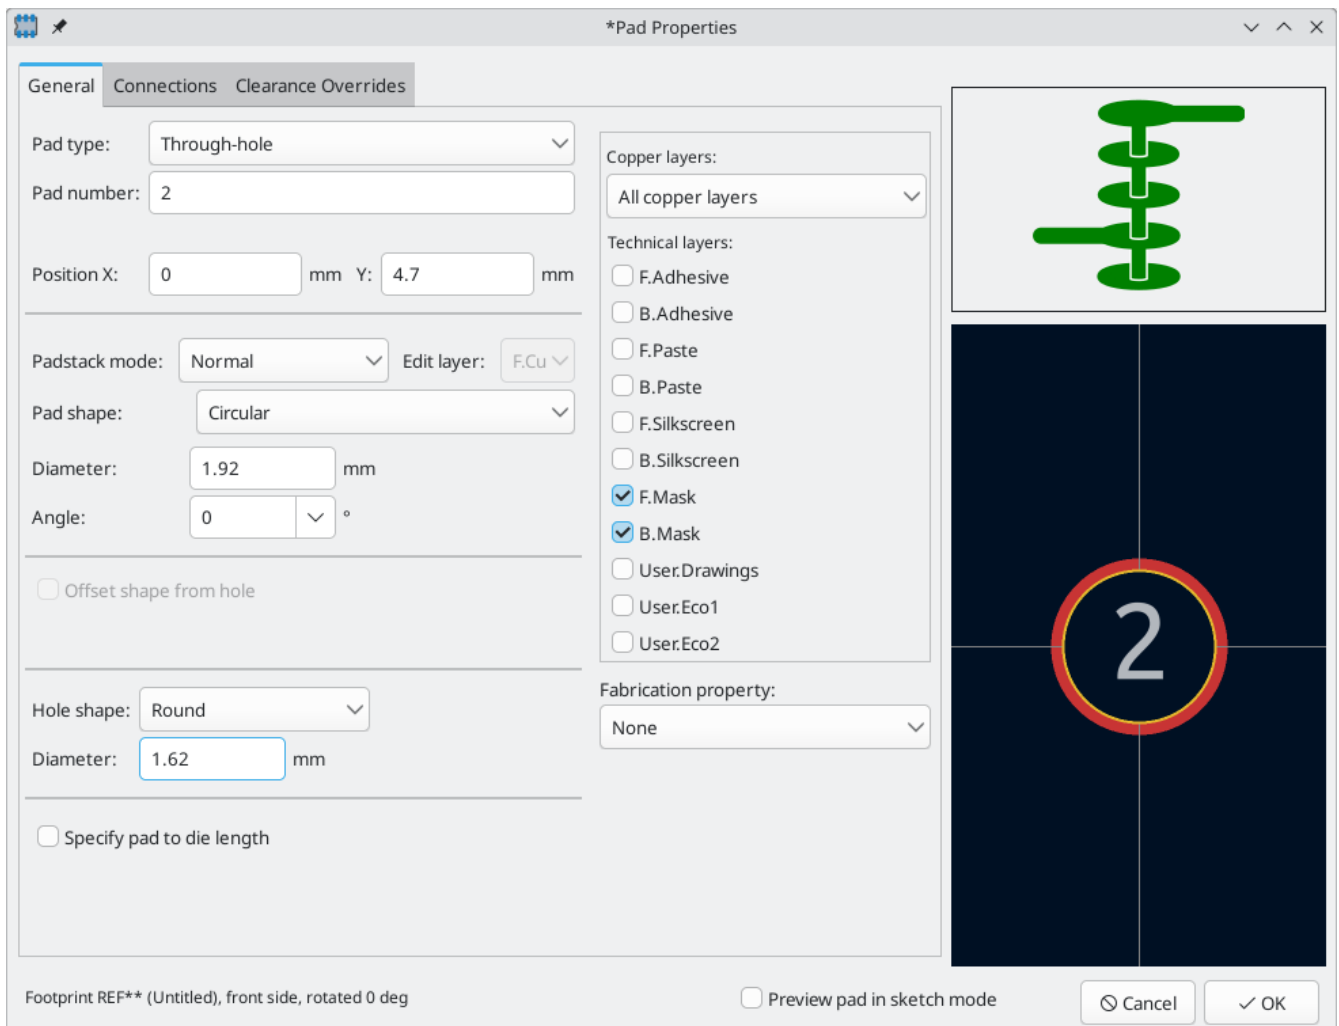 *Pad Properties
General Connections Clearance Overrides
Pad type: Through-hole
Pad number: 2
Position X: 0 mm Y: 4.7 mm
Padstack mode: Normal Edit layer: F.Cu
Pad shape: Circular
Diameter: 1.92 mm
Angle: 0 °
Offset shape from hole
Hole shape: Round
Diameter: 1.62 mm
Specify pad to die length
Copper layers:
All copper layers
Technical layers:
F.Adhesive
B.Adhesive
F.Paste
B.Paste
F.Silkscreen
B.Silkscreen
F.Mask
B.Mask
User.Drawings
User.Eco1
User.Eco2
Fabrication property:
None
2
Footprint REF** (Untitled), front side, rotated 0 deg
Preview pad in sketch mode
Cancel
OK